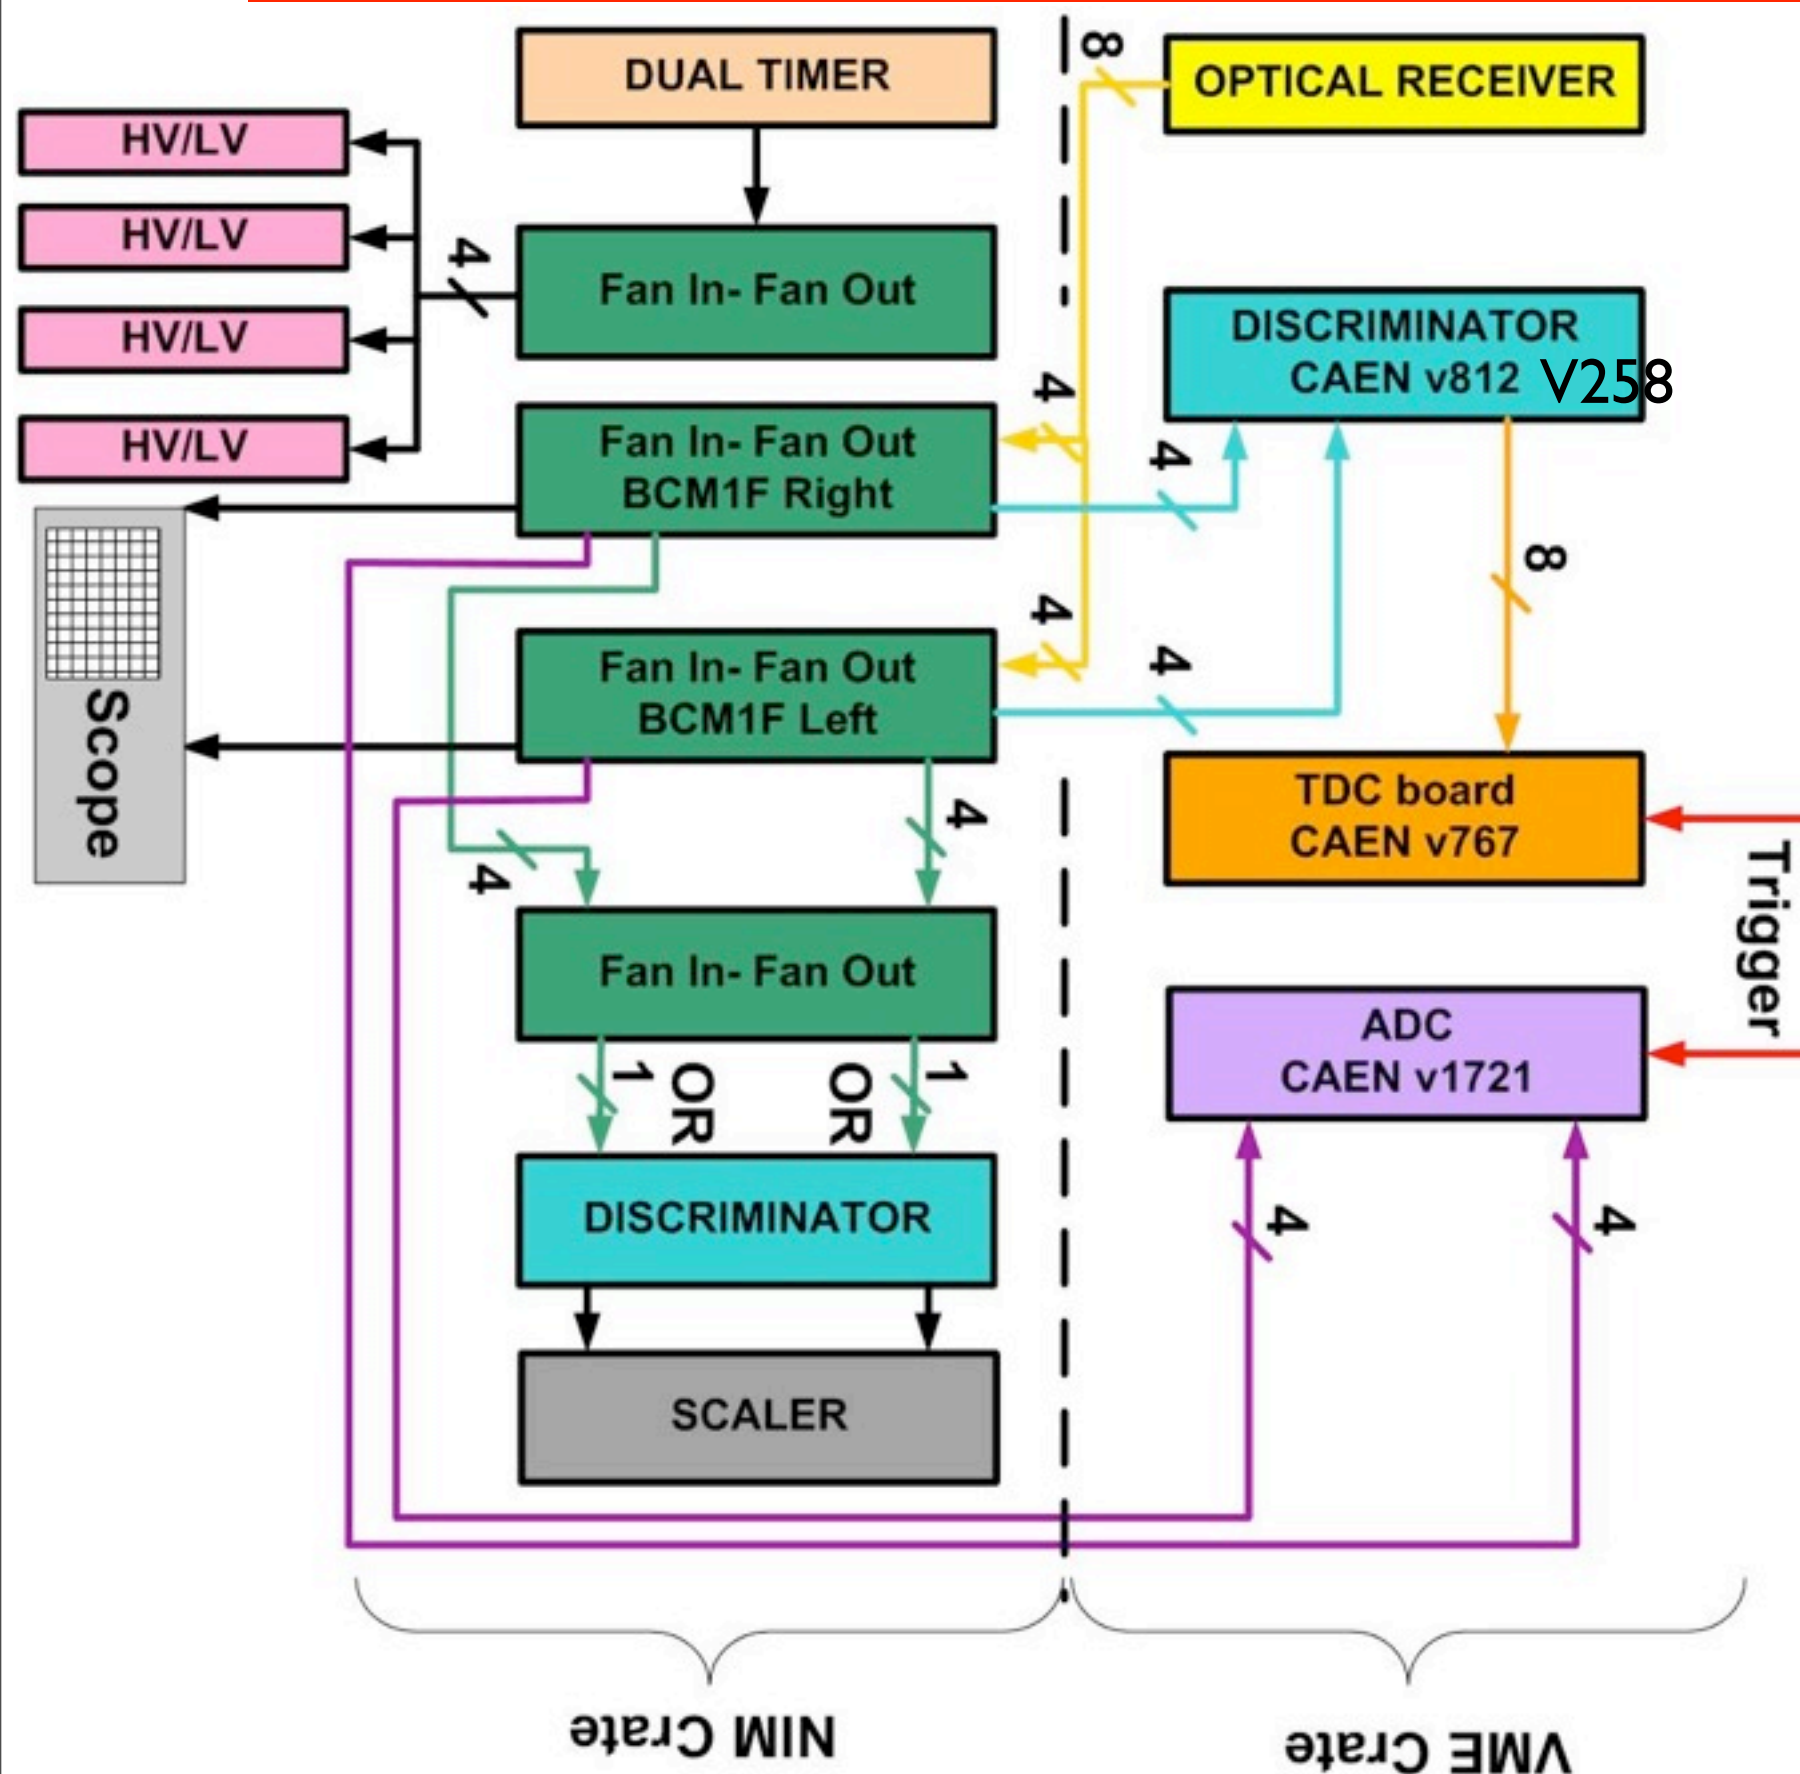 DUAL TIMER
8
OPTICAL RECEIVER
HV/LV
HV/LV
HV/LV
HV/LV
4
Fan In- Fan Out
DISCRIMINATOR
CAEN v812 V258
4
Fan In- Fan Out
BCM1F Right
4
8
4
Fan In- Fan Out
BCM1F Left
4
Scope
TDC board
CAEN v767
4
4
Trigger
Fan In- Fan Out
ADC
CAEN v1721
1
OR
OR
1
DISCRIMINATOR
4
4
SCALER
NIM Crate
VME Crate